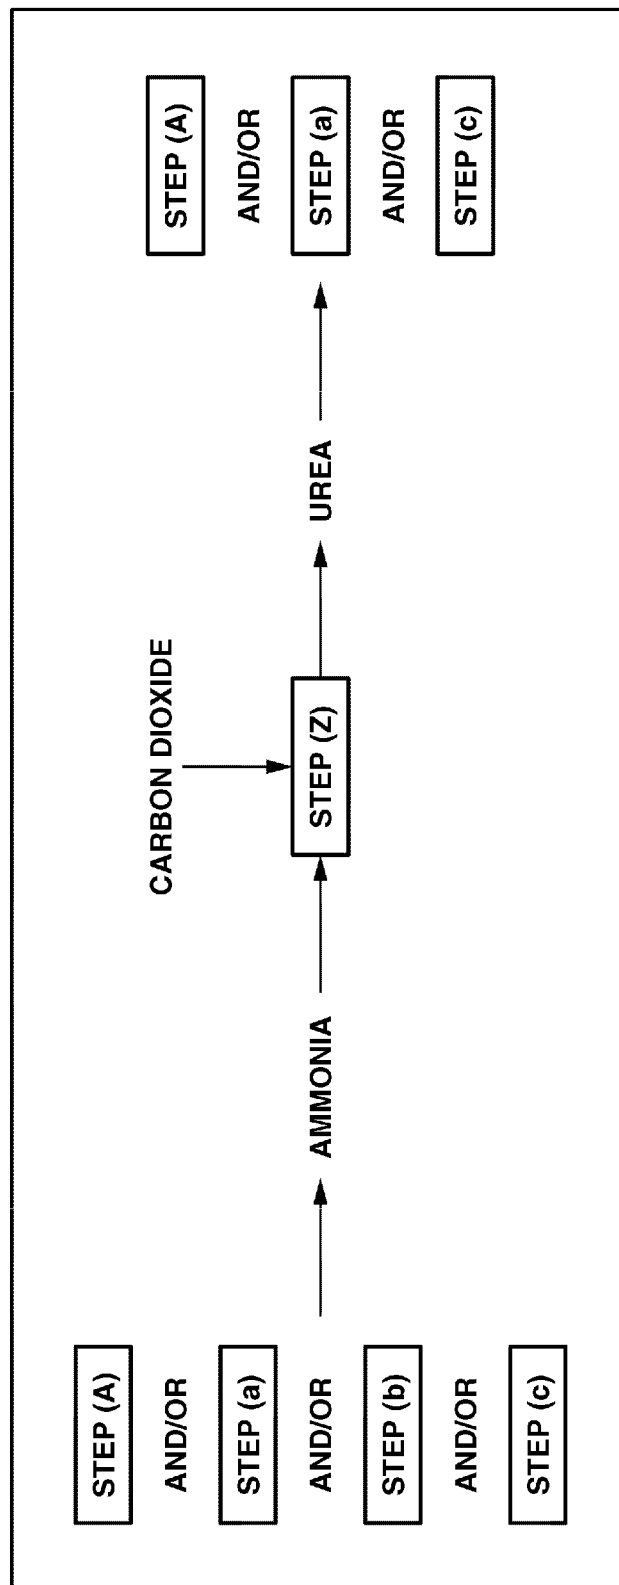 STEP (A)
AND/OR
STEP (a)
AND/OR
STEP (b)
AND/OR
STEP (c)
AMMONIA
CARBON DIOXIDE
STEP (Z)
UREA
STEP (A)
AND/OR
STEP (a)
AND/OR
STEP (c)